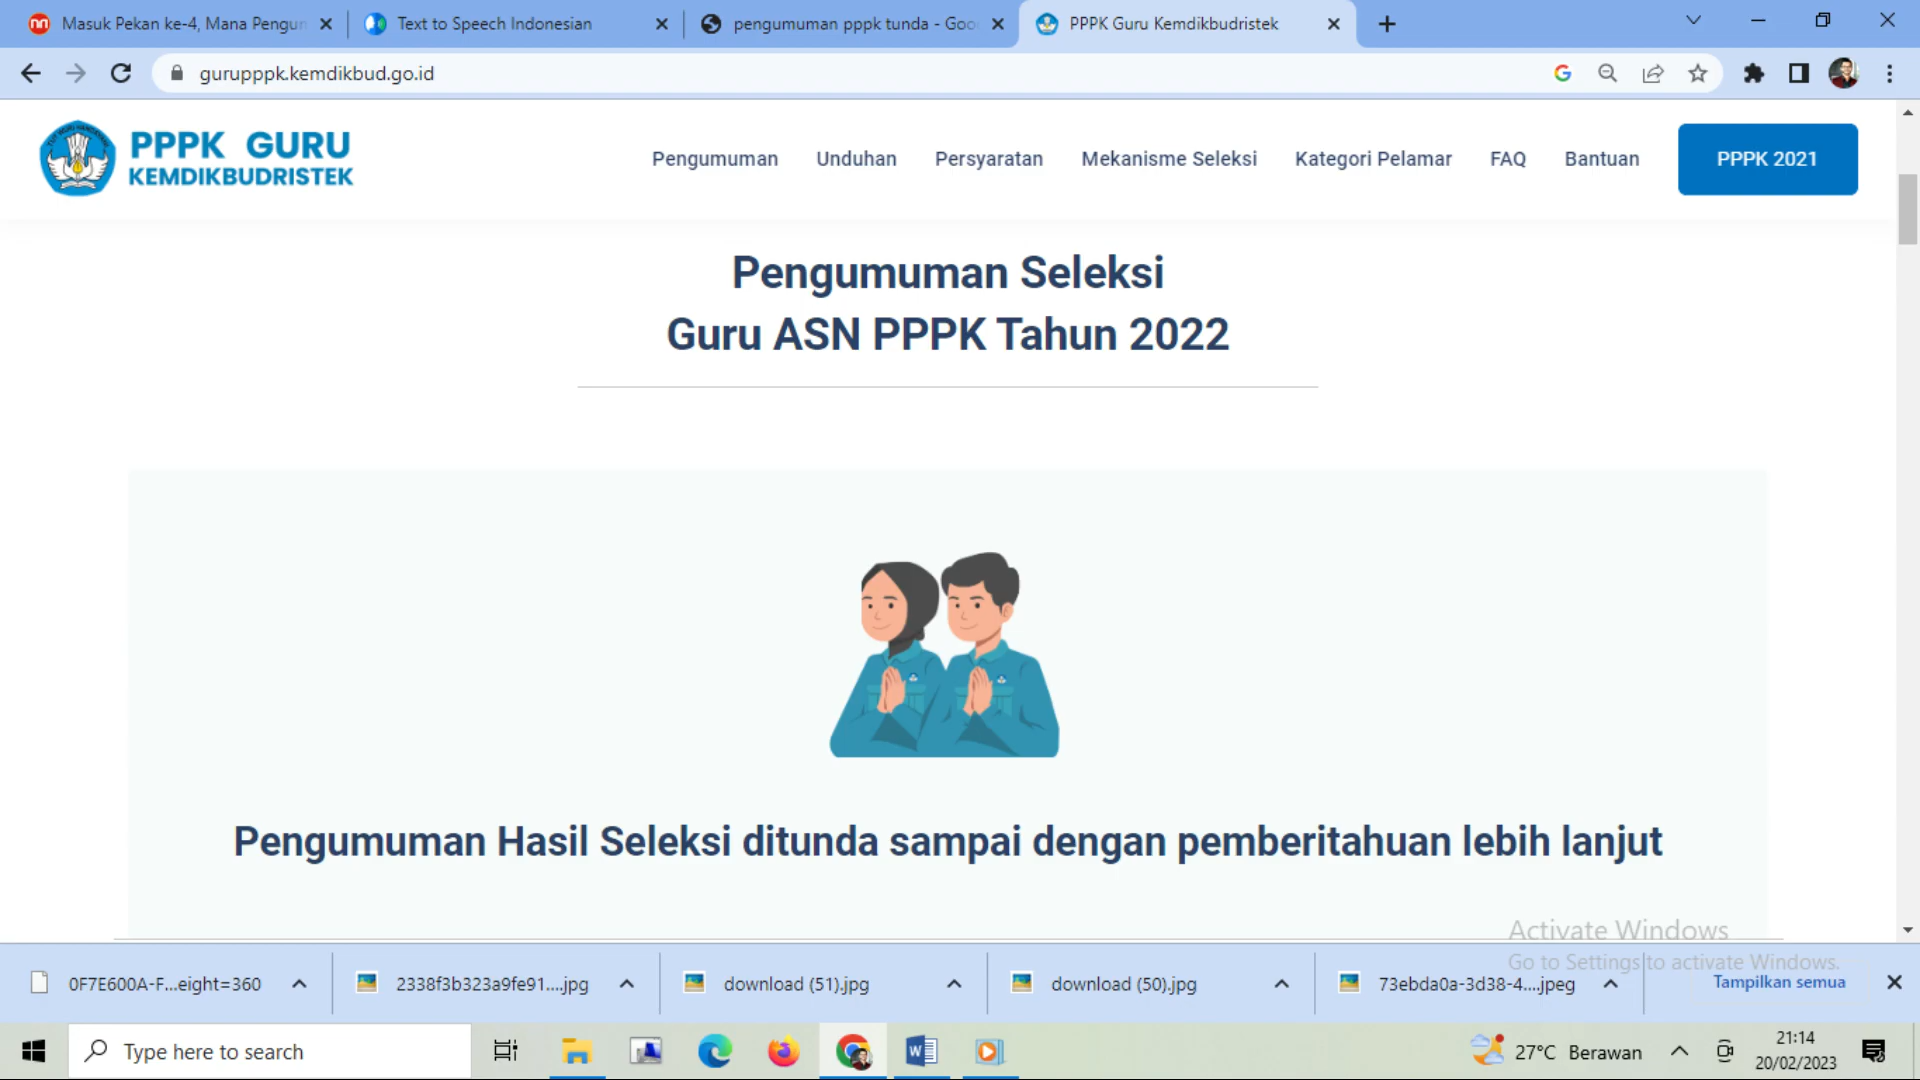 Masuk Pekan ke-4, Mana Pengun
Text to Speech Indonesian
pengumuman pppk tunda - Goo
PPPK Guru Kemdikbudristek
gurupppk.kemdikbud.go.id
PPPK GURU
KEMDIKBUDRISTEK
Pengumuman
Unduhan
Persyaratan
Mekanisme Seleksi
Kategori Pelamar
FAQ
Bantuan
PPPK 2021
Pengumuman Seleksi
Guru ASN PPPK Tahun 2022
Pengumuman Hasil Seleksi ditunda sampai dengan pemberitahuan lebih lanjut
Activate Windows
Go to Settings to activate Windows.
0F7E600A-F...eight=360
2338f3b323a9fe91....jpg
download (51).jpg
download (50).jpg
73ebda0a-3d38-4....jpeg
Tampilkan semua
Type here to search
27°C Berawan
21:14
20/02/2023